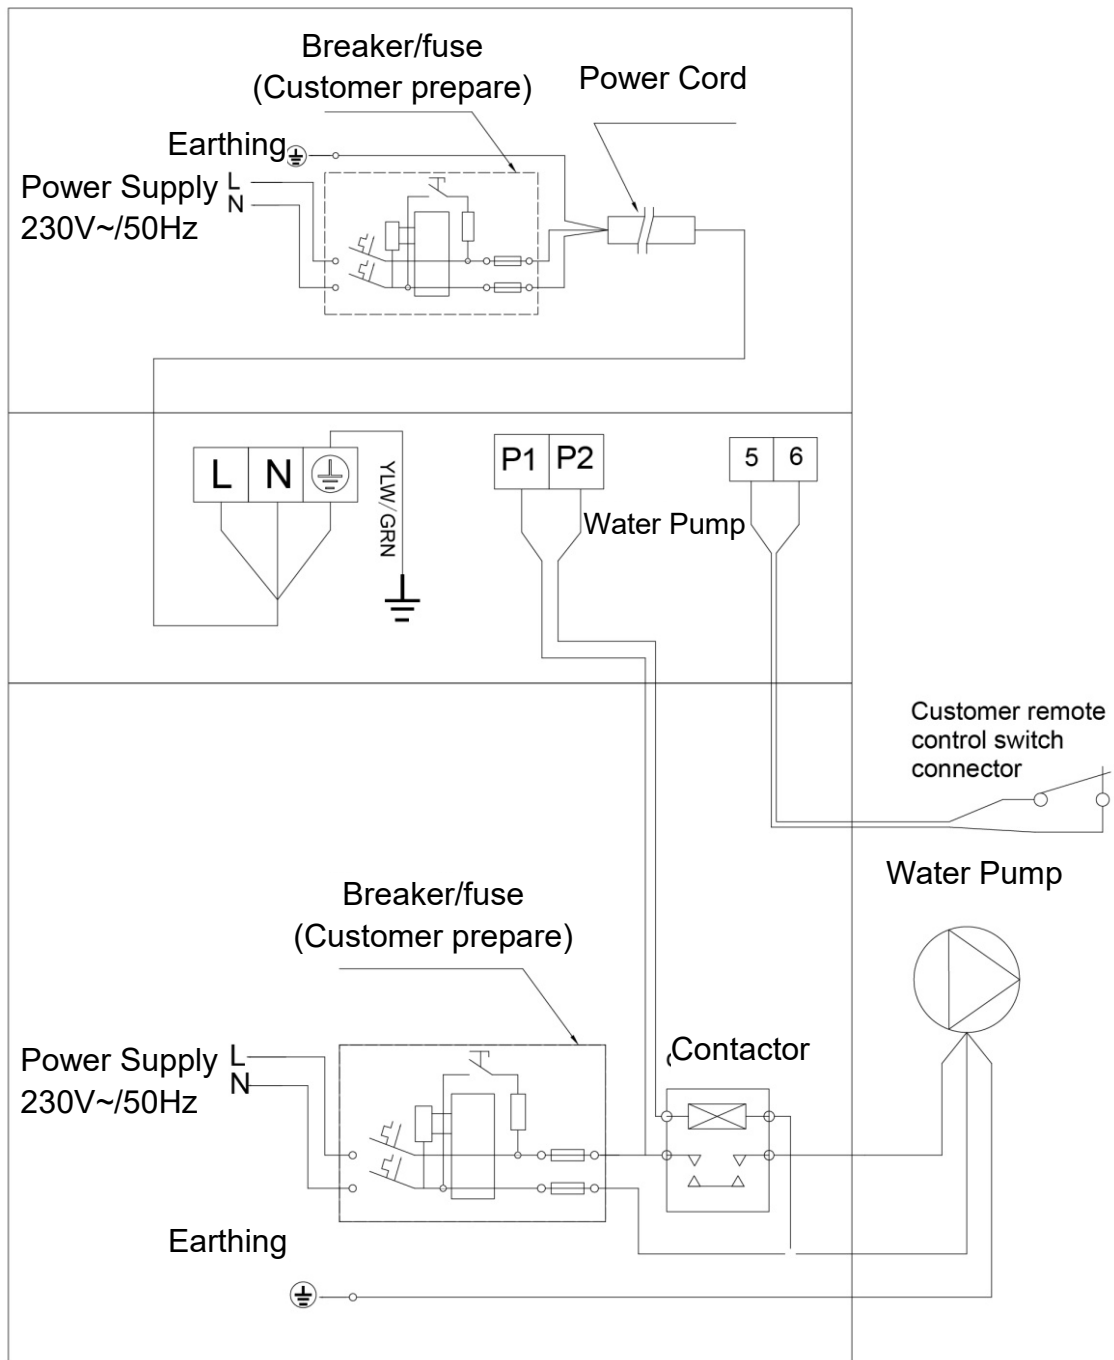 Breaker/fuse
(Customer prepare)
Power Cord
Earthing
Power Supply L
N
230V~/50Hz
L N
YLW/GRN
P1 P2
5 6
Water Pump
Customer remote
control switch
connector
Water Pump
Breaker/fuse
(Customer prepare)
Contactor
Power Supply L
N
230V~/50Hz
Earthing